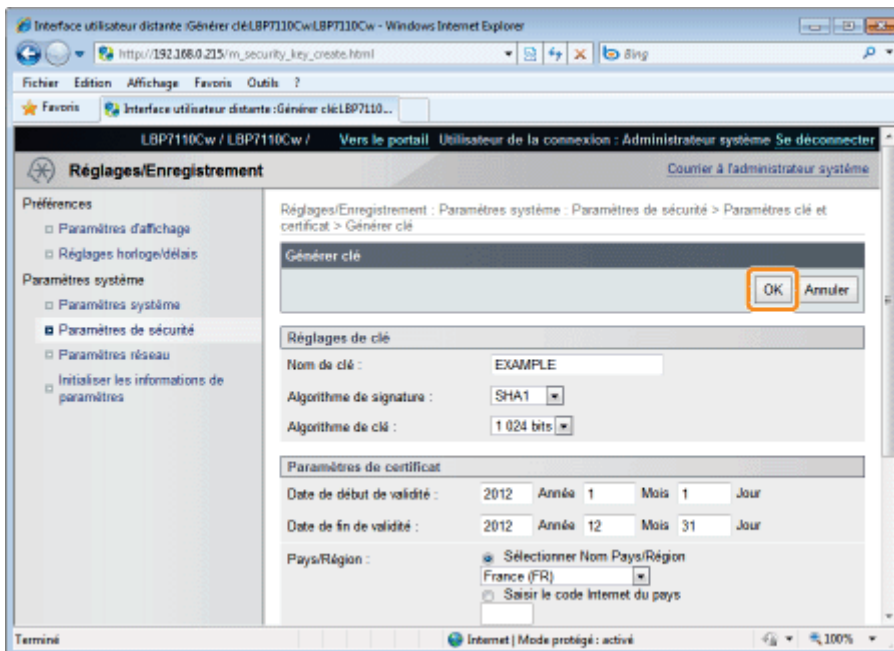 Interface utilisateur distante :Générer clé:LBP7110Cw:LBP7110Cw - Windows Internet Explorer
http://192.168.0.215/m_security_key_create.html
Bing
Fichier Edition Affichage Favoris Outils ?
Favoris Interface utilisateur distante :Générer clé:LBP7110...
LBP7110Cw / LBP7110Cw / Vers le portail Utilisateur de la connexion : Administrateur système Se déconnecter
Réglages/Enregistrement Courrier à l'administrateur système
Préférences
Paramètres d'affichage
Réglages horloge/délais
Paramètres système
Paramètres système
Paramètres de sécurité
Paramètres réseau
Initialiser les informations de
paramètres
Réglages/Enregistrement : Paramètres système : Paramètres de sécurité > Paramètres clé et
certificat > Générer clé
Générer clé
OK Annuler
Réglages de clé
Nom de clé : EXAMPLE
Algorithme de signature : SHA1
Algorithme de clé : 1 024 bits
Paramètres de certificat
Date de début de validité : 2012 Année 1 Mois 1 Jour
Date de fin de validité : 2012 Année 12 Mois 31 Jour
Pays/Région : Sélectionner Nom Pays/Région
France (FR)
Saisir le code Internet du pays
Terminé Internet | Mode protégé : activé 100%